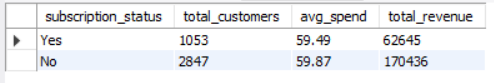 subscription_status total_customers avg_spend total_revenue
Yes 1053 59.49 62645
No 2847 59.87 170436